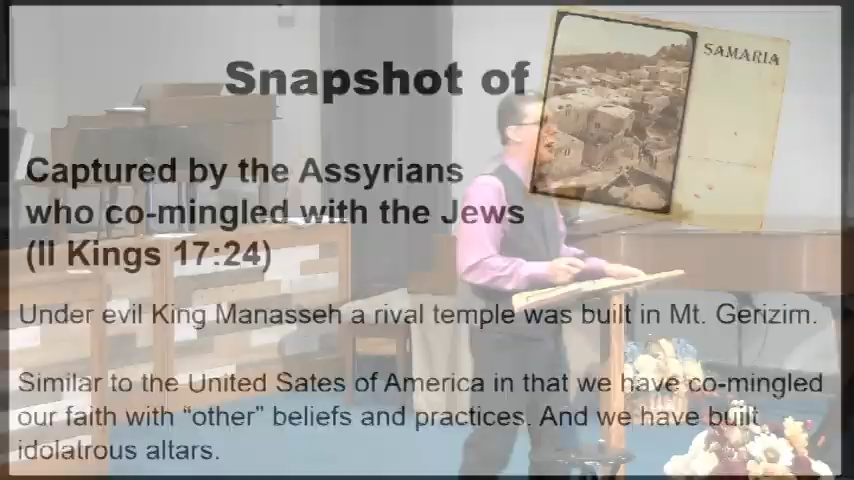 Snapshot of
SAMARIA
Captured by the Assyrians
who co-mingled with the Jews
(II Kings 17:24)
Under evil King Manasseh a rival temple was built in Mt. Gerizim.
Similar to the United Sates of America in that we have co-mingled
our faith with “other” beliefs and practices. And we have built
idolatrous altars.